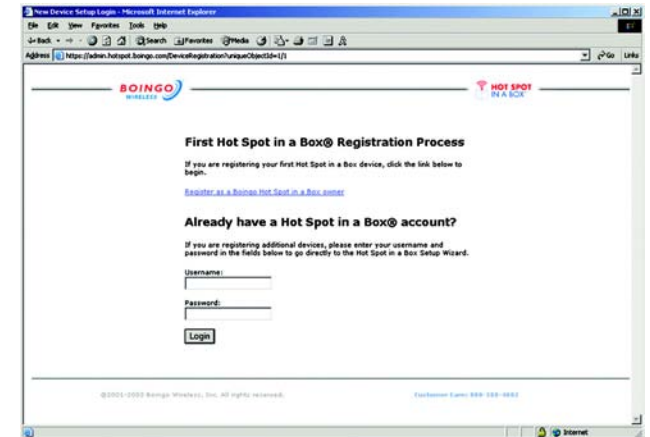 New Device Setup Login - Microsoft Internet Explorer
File Edit View Favorites Tools Help
Back Search Favorites Media
Address https://admin.hotspot.boingo.com/DeviceRegistration?uniqueObjectId=1/1 Go Links
BOINGO
WIRELESS
HOT SPOT
IN A BOX
First Hot Spot in a Box® Registration Process
If you are registering your first Hot Spot in a Box device, click the link below to
begin.
Register as a Boingo Hot Spot in a Box owner
Already have a Hot Spot in a Box® account?
If you are registering additional devices, please enter your username and
password in the fields below to go directly to the Hot Spot in a Box Setup Wizard.
Username:
Password:
Login
©2001-2003 Boingo Wireless, Inc. All rights reserved.
Customer Care:
Internet